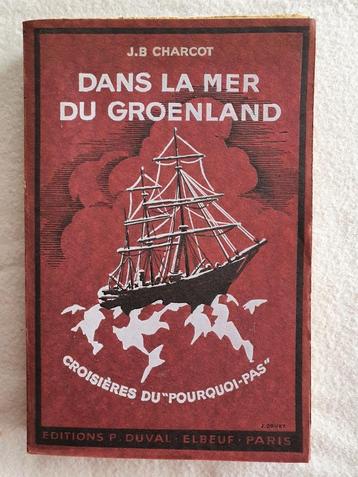 J.B CHARCOT
DANS LA MER
DU GROENLAND
CROISIÈRES DU "POURQUOI-PAS"
EDITIONS P. DUVAL · ELBEUF · PARIS